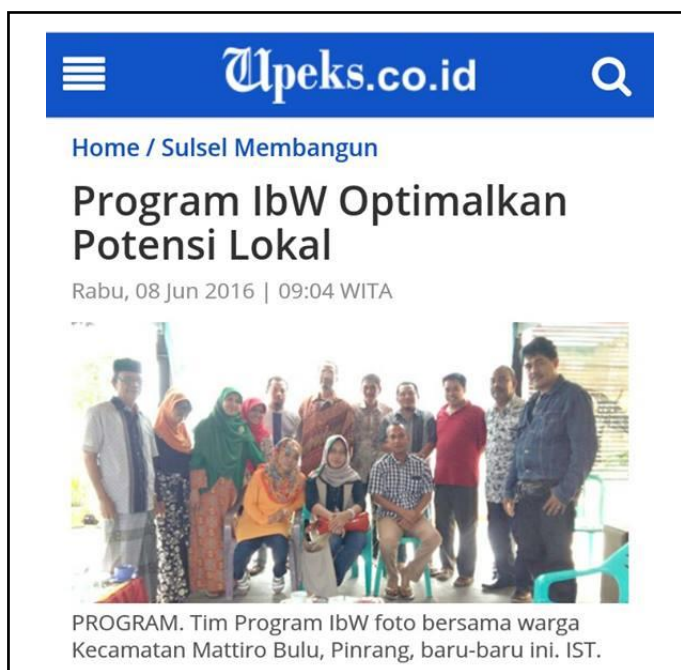 Upeks.co.id
Home / Sulsel Membangun
Program IbW Optimalkan
Potensi Lokal
Rabu, 08 Jun 2016 | 09:04 WITA
PROGRAM. Tim Program IbW foto bersama warga
Kecamatan Mattiro Bulu, Pinrang, baru-baru ini. IST.